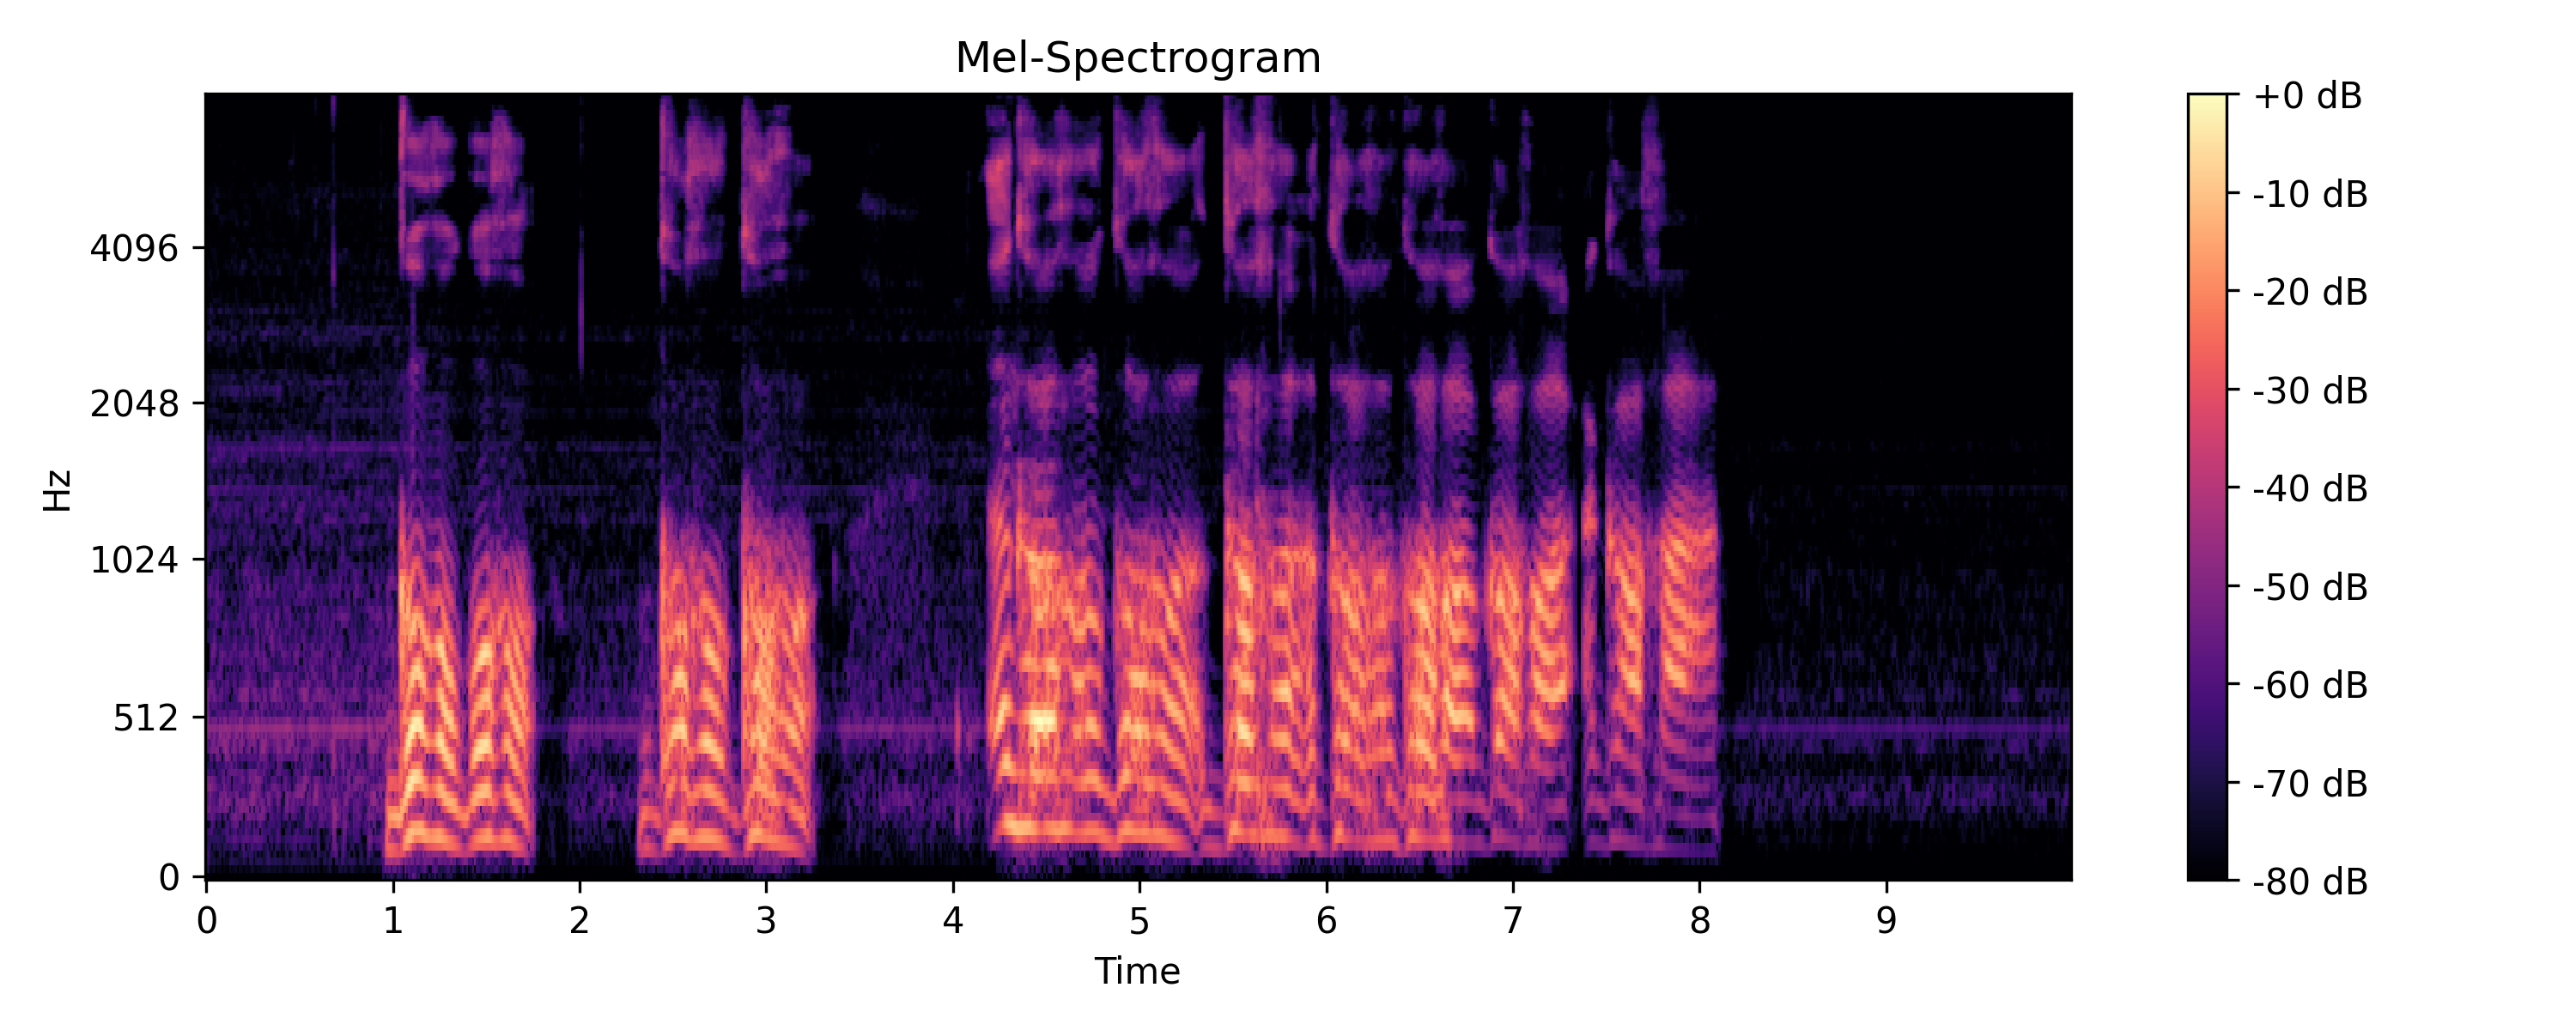 Mel-Spectrogram
+0 dB
-10 dB
-20 dB
-30 dB
-40 dB
-50 dB
-60 dB
-70 dB
-80 dB
4096
2048
1024
512
0
Hz
0 1 2 3 4 5 6 7 8 9
Time